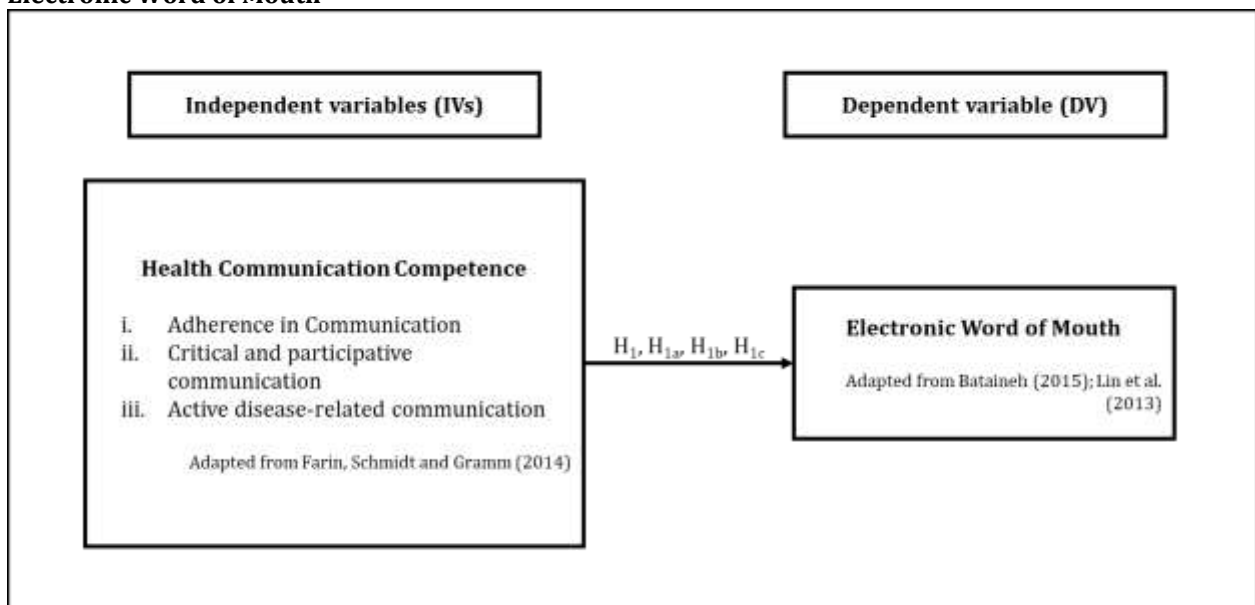 Electronic Word of Mouth
Independent variables (IVs)
Dependent variable (DV)
Health Communication Competence
i. Adherence in Communication
ii. Critical and participative
communication
iii. Active disease-related communication
Adapted from Farin, Schmidt and Gramm (2014)
H₁, H₁ₐ, H₁b, H₁c
Electronic Word of Mouth
Adapted from Bataineh (2015); Lin et al.
(2013)